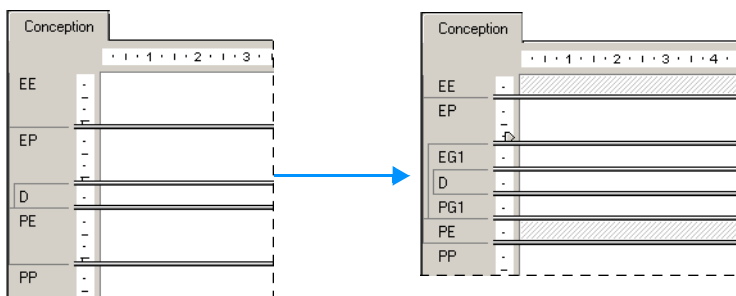 Conception
1 2 3
EE
EP
D
PE
PP
Conception
1 2 3 4
EE
EP
EG1
D
PG1
PE
PP